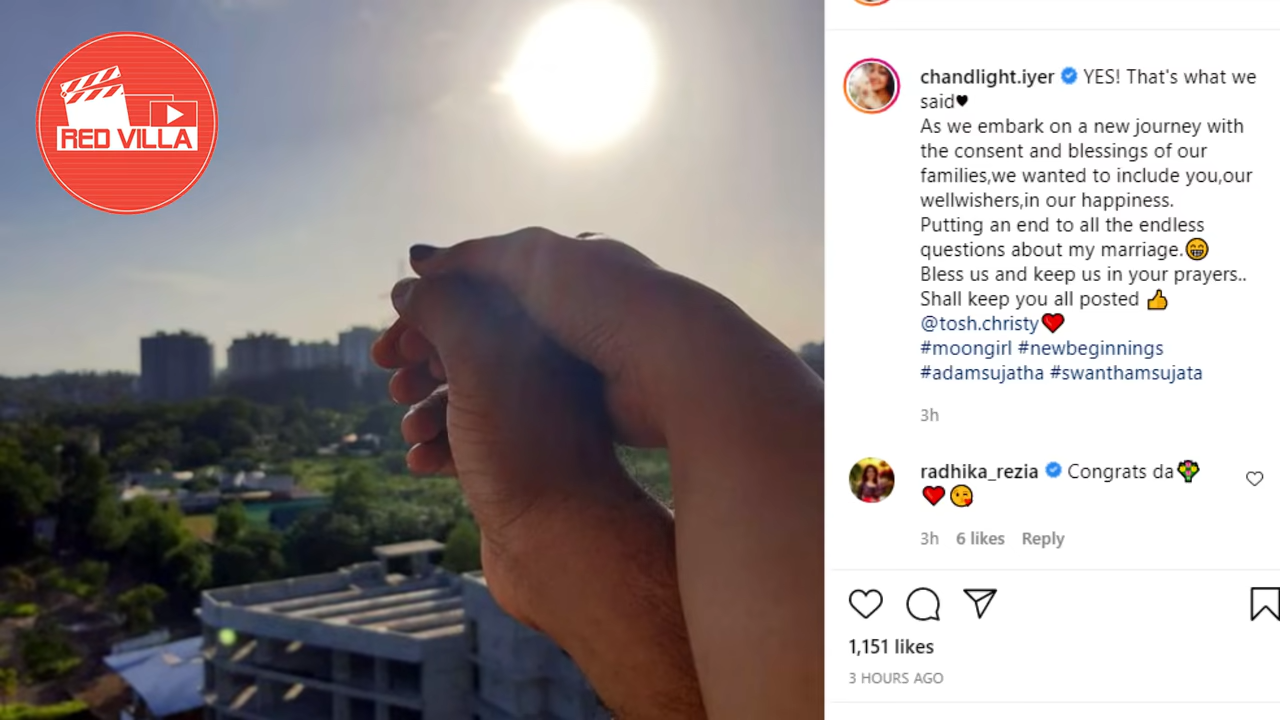 RED VILLA
chandlight.iyer YES! That's what we
said♥
As we embark on a new journey with
the consent and blessings of our
families,we wanted to include you,our
wellwishers,in our happiness.
Putting an end to all the endless
questions about my marriage.😁
Bless us and keep us in your prayers..
Shall keep you all posted 👍
@tosh.christy❤️
#moongirl #newbeginnings
#adamsujatha #swanthamsujata
3h
radhika_rezia Congrats da💐
❤️😘
3h 6 likes Reply
1,151 likes
3 HOURS AGO